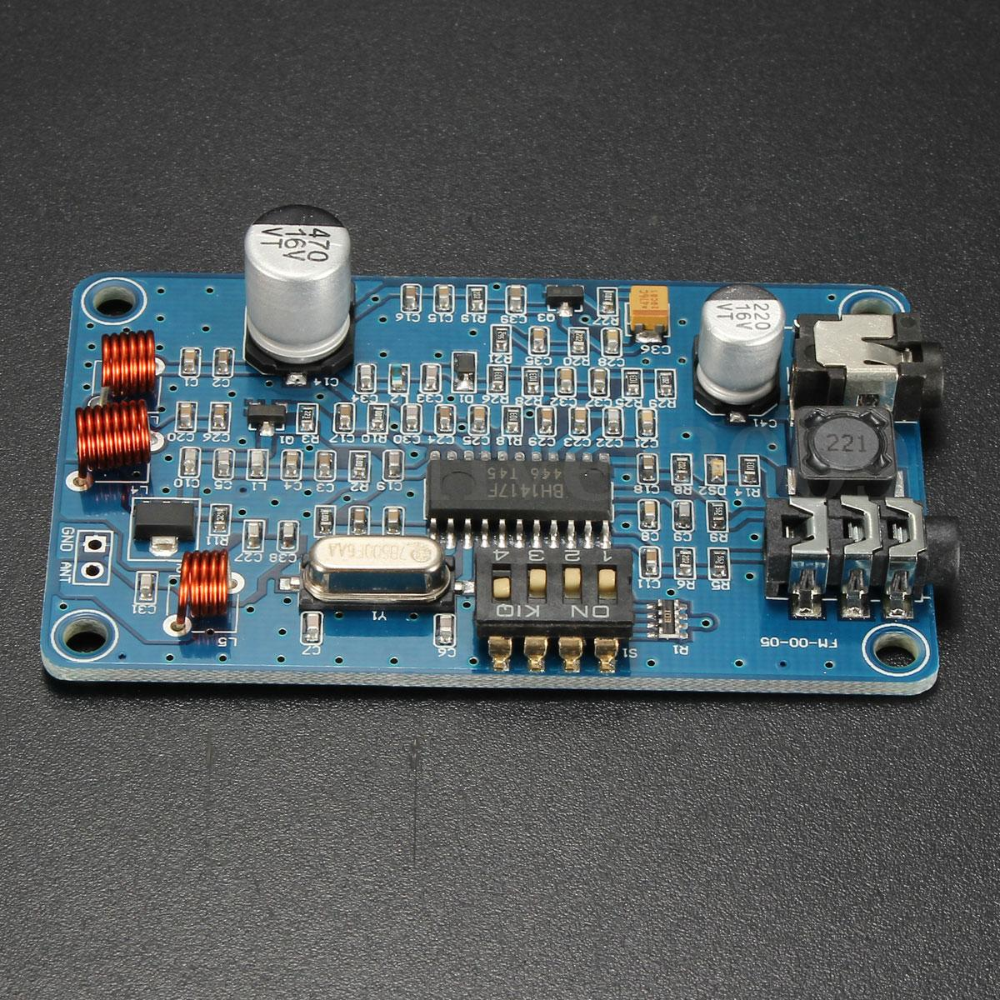 470
16V
VT
220
16V
VT
476C
C16 C15 R19 C39 Q3 R27
C36
R21 C35 R20 C28
C1 C2
C14
C34 L2 C33 D1 R26 R28 C32 C37 R25 R29
C41
C20 C26
Q1 R3 C17 R10 C30 C24 C25 R18 C29 C22 C23 C21
221
C10 C5 L1 C4 C3 R2 C19
BH1417F
446 T45
C18 R8 DS2 R14
L4
R11 C27 C38
GND
ANT
C8 C9 R9
7B500F6AA
4 3 2 1
ON KIQ
C11 R6 R5
C31
L5
C7
Y1
C6
S1
R1
FM-00-05